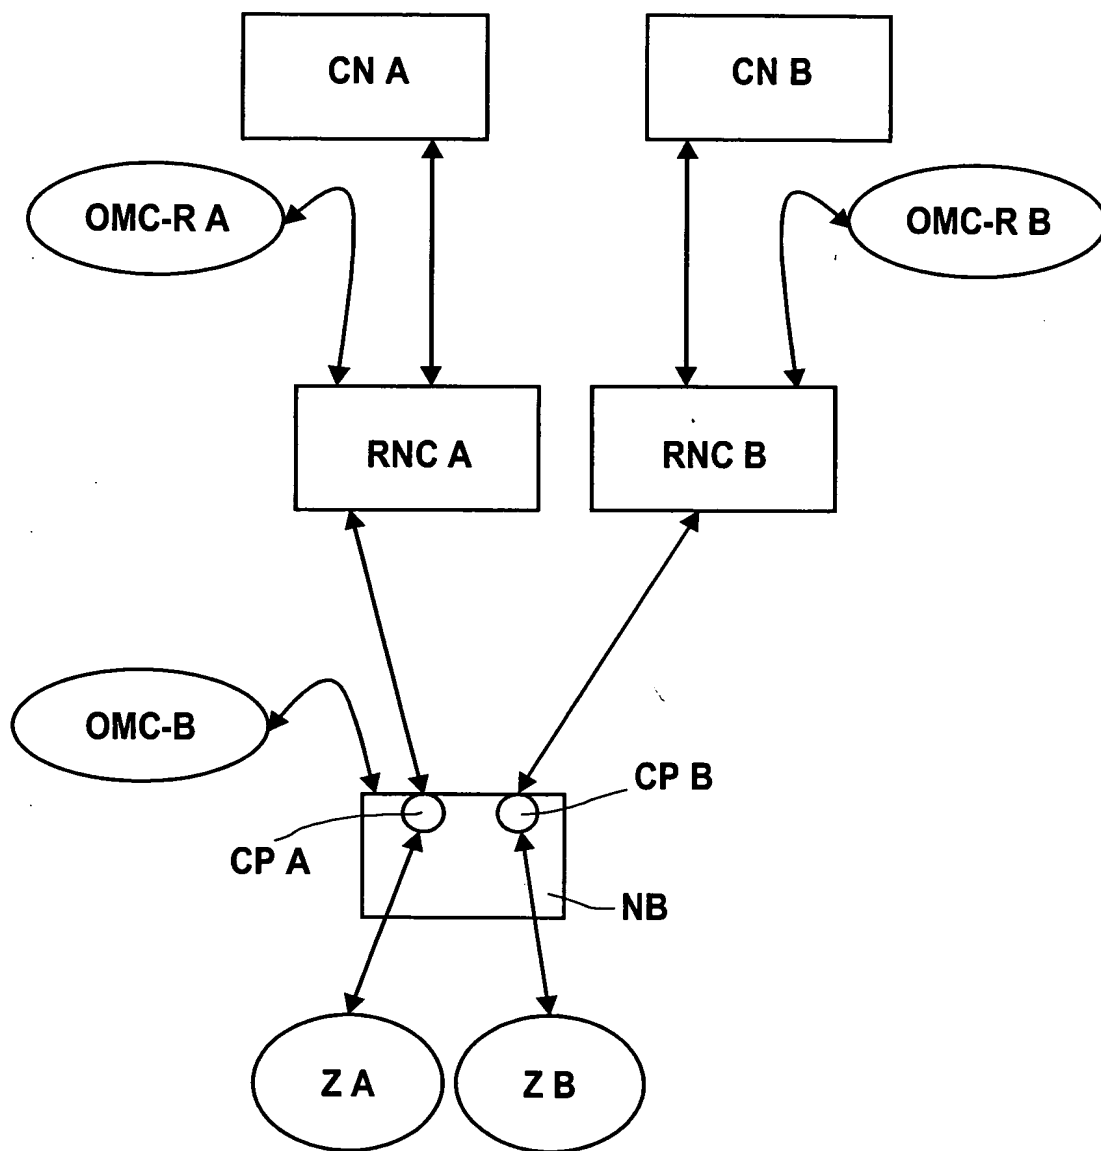 CN A
CN B
OMC-R A
OMC-R B
RNC A
RNC B
OMC-B
CP B
CP A
NB
Z A
Z B